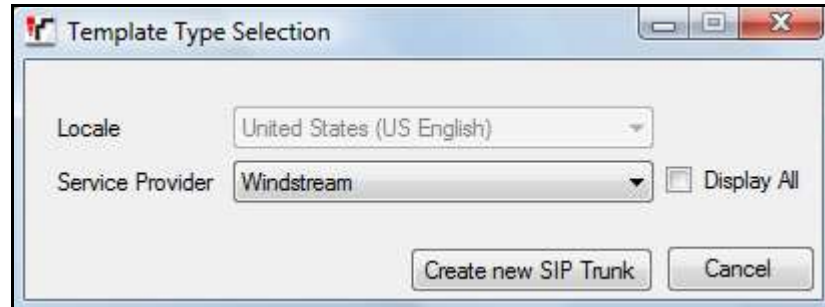 Template Type Selection
Locale United States (US English)
Service Provider Windstream Display All
Create new SIP Trunk Cancel